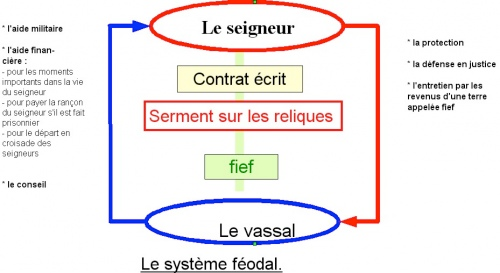 Le seigneur
* l'aide militaire
* l'aide finan-
cière :
- pour les moments
importants dans la vie
du seigneur
- pour payer la rançon
du seigneur s'il est fait
prisonnier
- pour le départ en
croisade des
seigneurs
* le conseil
Contrat écrit
Serment sur les reliques
fief
* la protection
* la défense en justice
* l'entretien par les
revenus d'une terre
appelée fief
Le vassal
Le système féodal.